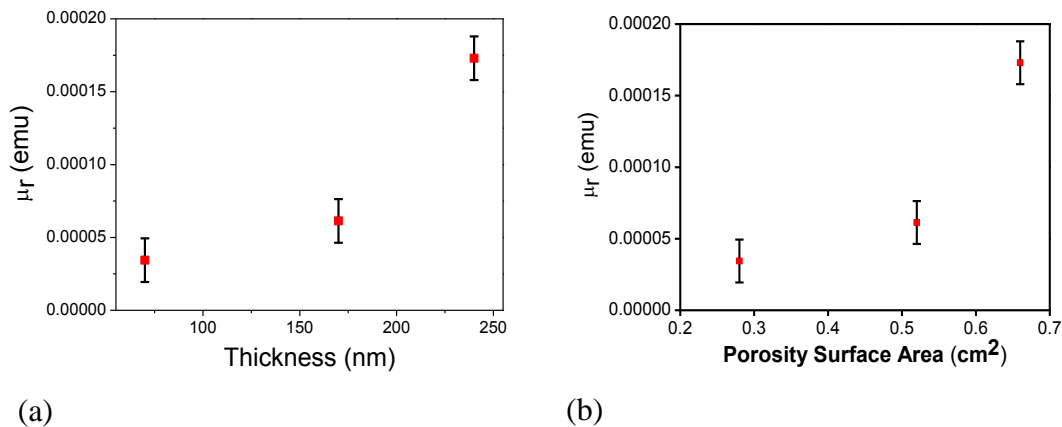 0.00020
0.00015
0.00010
0.00005
0.00000
μr (emu)
100 150 200 250
Thickness (nm)
(a)
0.00020
0.00015
0.00010
0.00005
0.00000
μr (emu)
0.2 0.3 0.4 0.5 0.6 0.7
Porosity Surface Area (cm²)
(b)